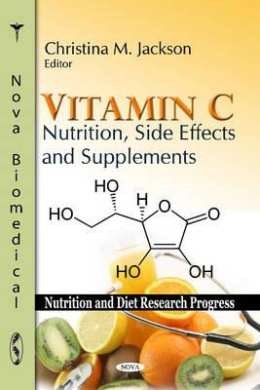 Christina M. Jackson
Editor
Nova Biomedical
VITAMIN C
Nutrition, Side Effects
and Supplements
HO
H
O
O
HO
HO
OH
Nutrition and Diet Research Progress
NOVA